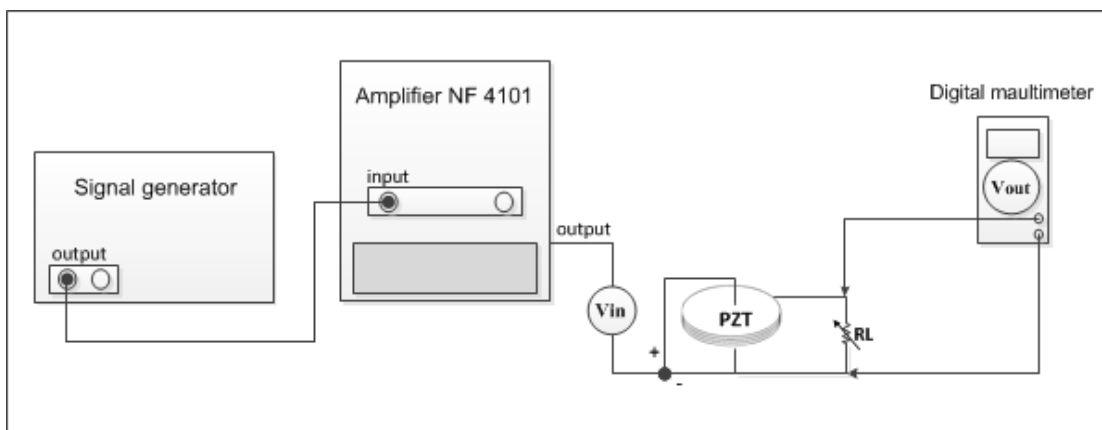 Amplifier NF 4101
Digital maultimeter
Signal generator
input
Vout
output
output
Vin
PZT
RL
+
-